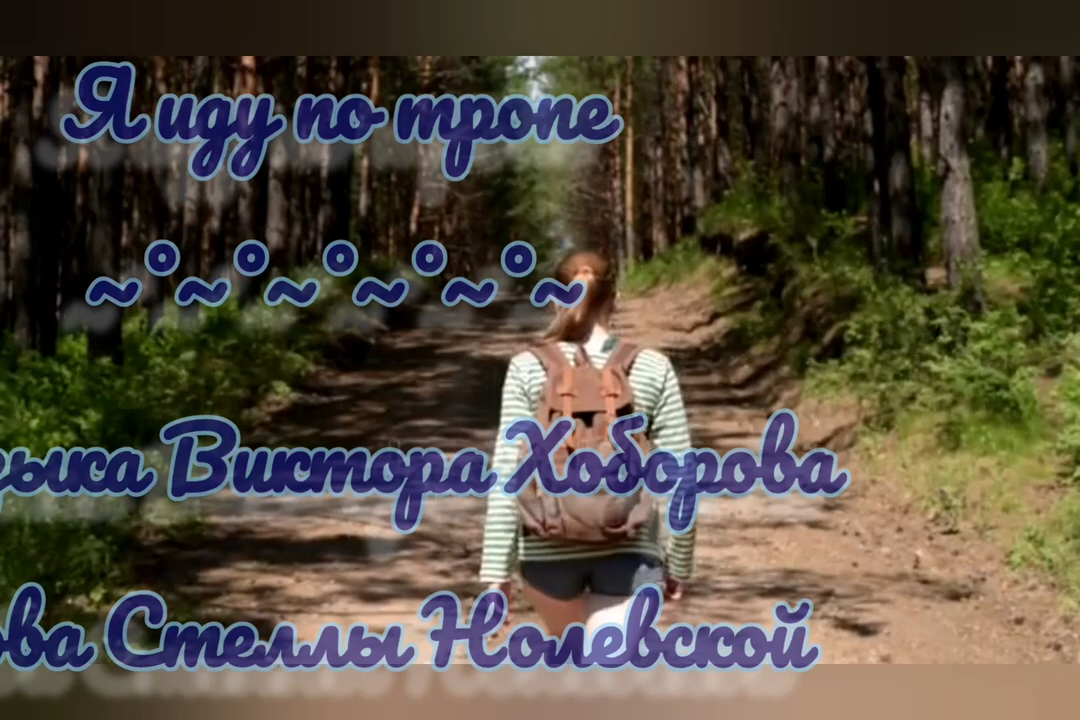 Я иду по тропе
~°~°~°~°~°~
зыка Виктора Хоборова
ова Стеллы Нолевской